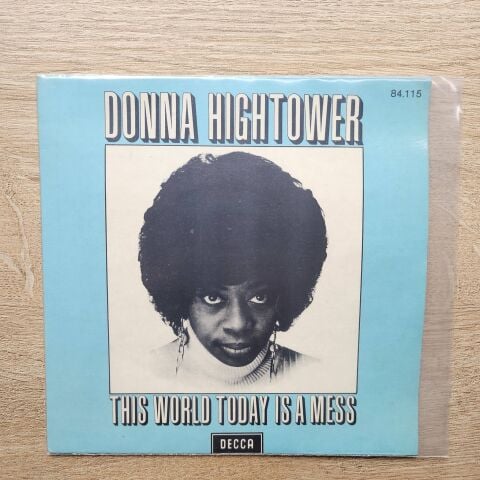 84.115
DONNA HIGHTOWER
THIS WORLD TODAY IS A MESS
DECCA